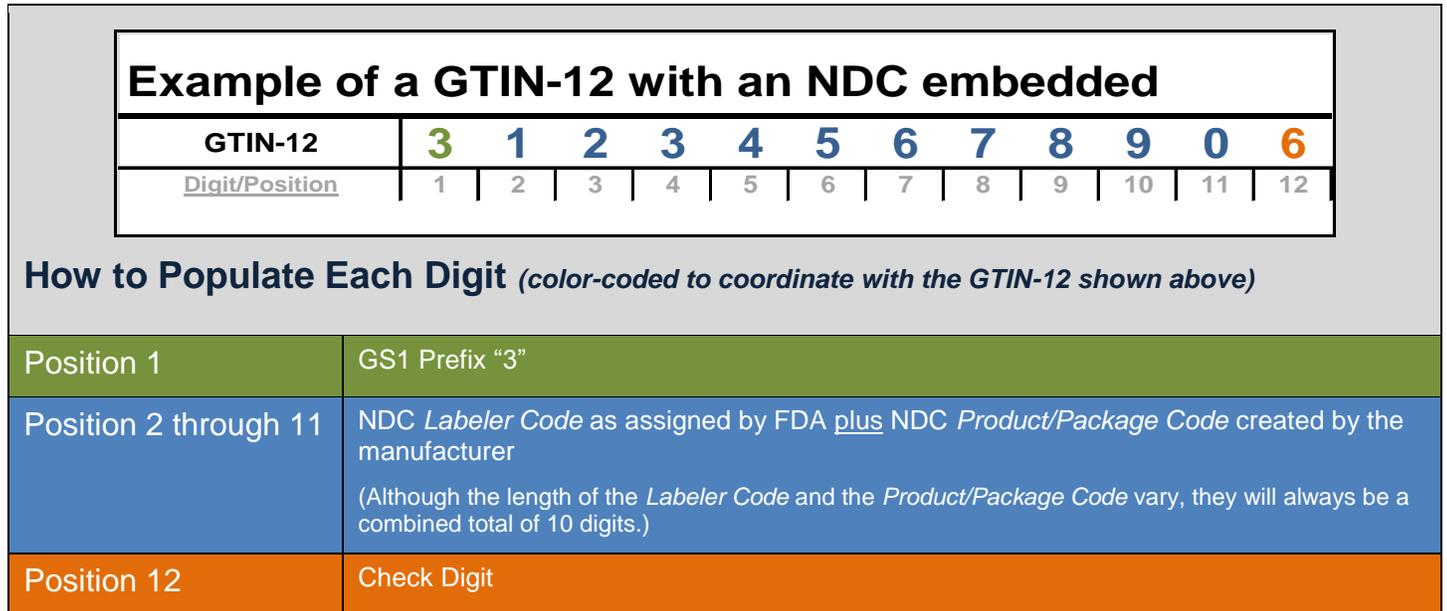 Example of a GTIN-12 with an NDC embedded
GTIN-12 3 1 2 3 4 5 6 7 8 9 0 6
Digit/Position 1 2 3 4 5 6 7 8 9 10 11 12
How to Populate Each Digit (color-coded to coordinate with the GTIN-12 shown above)
Position 1 GS1 Prefix “3”
Position 2 through 11 NDC Labeler Code as assigned by FDA plus NDC Product/Package Code created by the
manufacturer
(Although the length of the Labeler Code and the Product/Package Code vary, they will always be a
combined total of 10 digits.)
Position 12 Check Digit